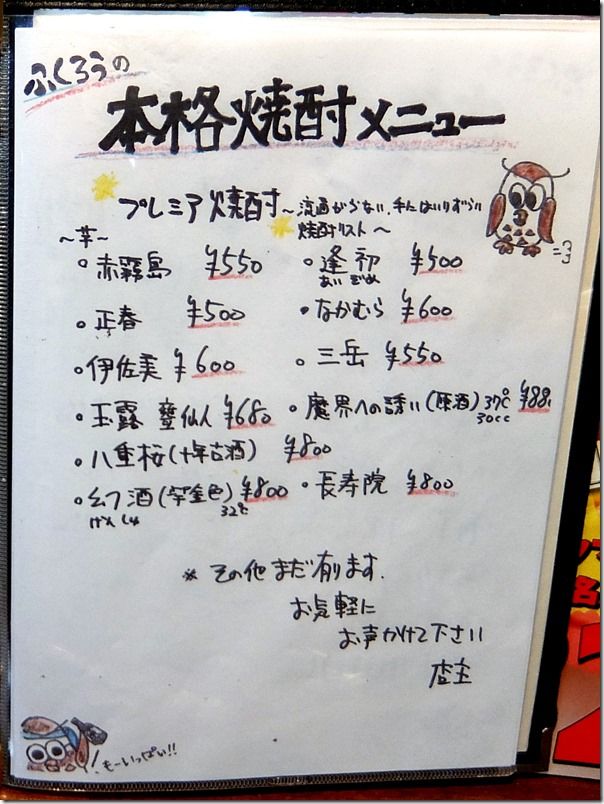 ふくろうの
本格焼酎メニュー
プレミア焼酎～流通が少ない、手にはいりずらい
焼酎リスト～
～芋～
・赤霧島 ¥550
・正春 ¥500
・伊佐美 ¥600
・玉露 甕仙人 ¥680
・八重桜(十年古酒) ¥800
・幻酒(竿金色) ¥800
げんしゅ 32℃
・逢初 ¥500
あい ぞめ
・なかむら ¥600
・三岳 ¥550
・魔界への誘い(原酒) 37℃ ¥88
30cc
・長寿院 ¥800
※その他まだ有ります.
お気軽に
お声かけて下さい
店主
もーいっぱい!!